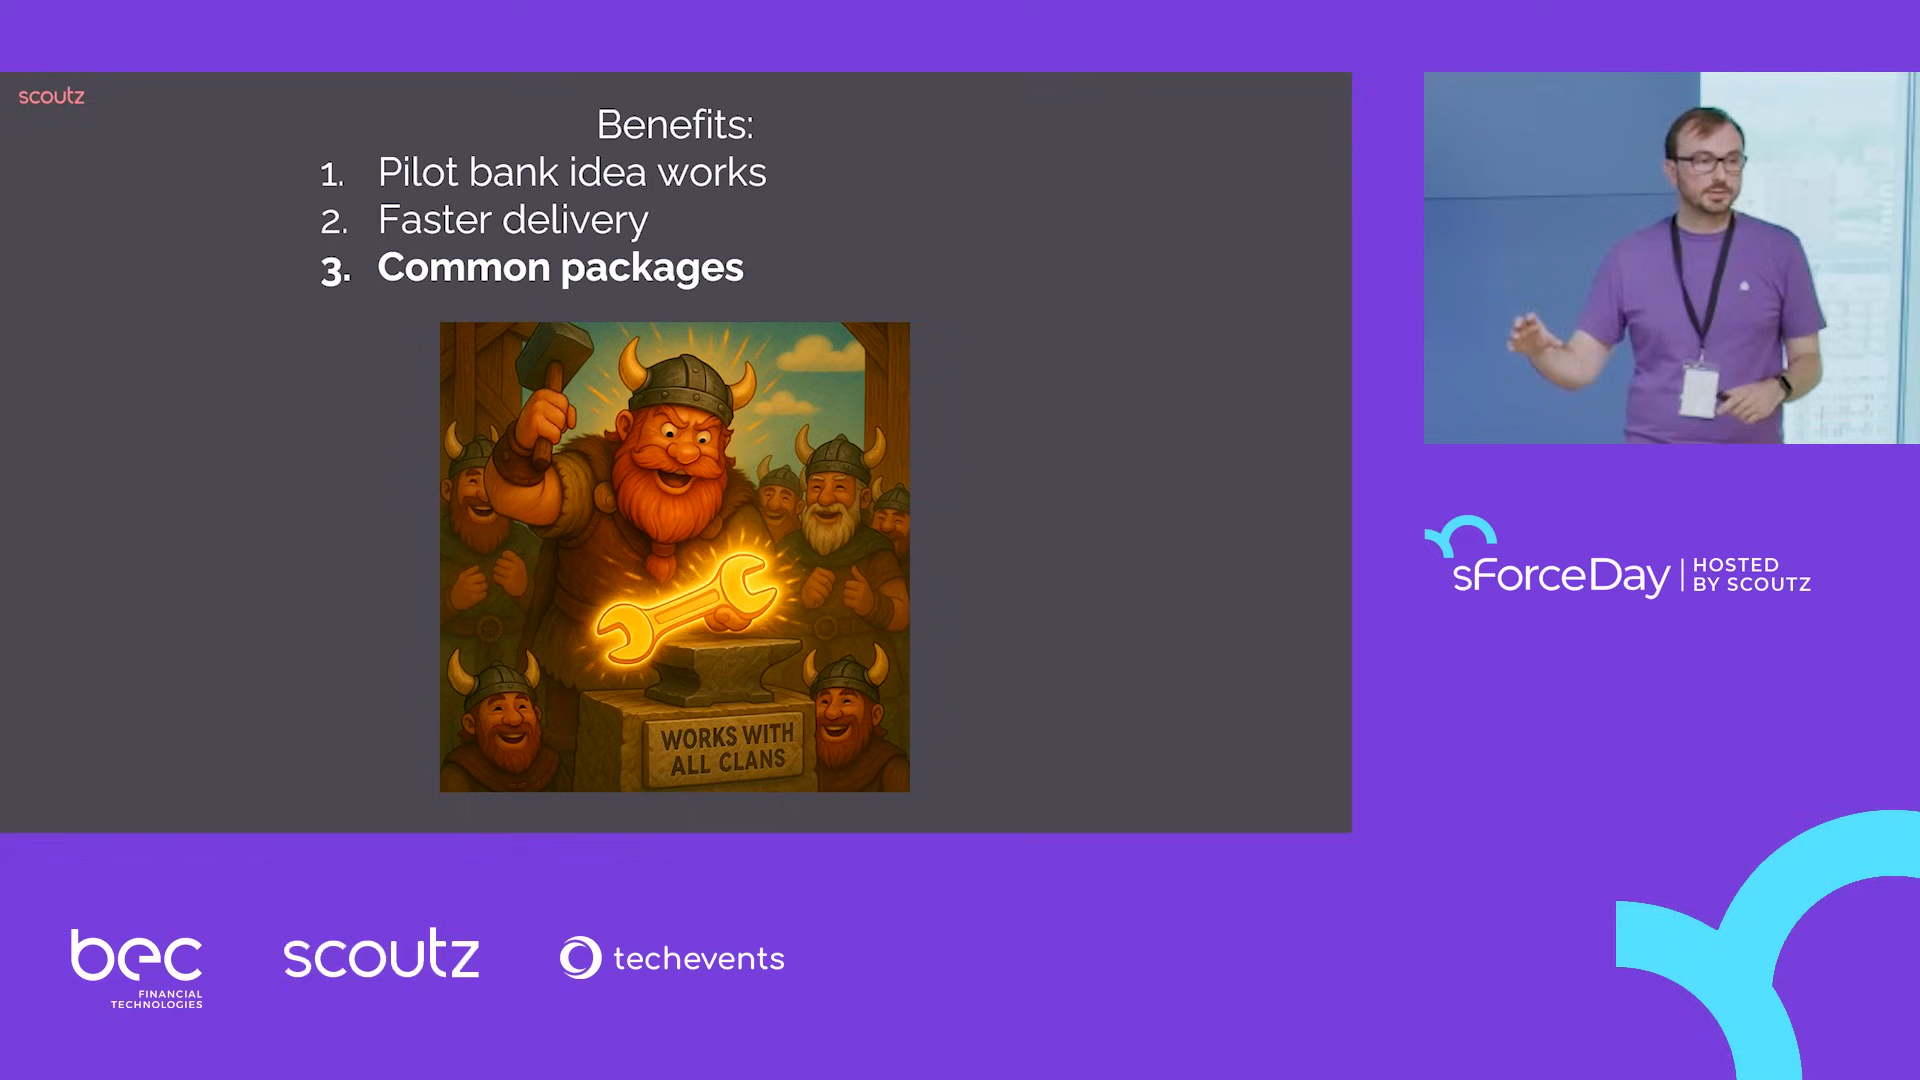 scoutz
Benefits:
1. Pilot bank idea works
2. Faster delivery
3. Common packages
WORKS WITH
ALL CLANS
sForceDay | HOSTED
BY SCOUTZ
bec
FINANCIAL
TECHNOLOGIES
scoutz
techevents